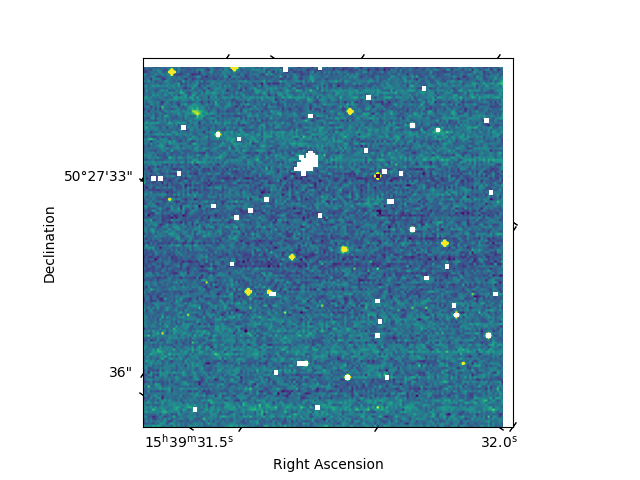 50°27'33"
Declination
36"
15ʰ39ᵐ31.5ˢ
32.0ˢ
Right Ascension